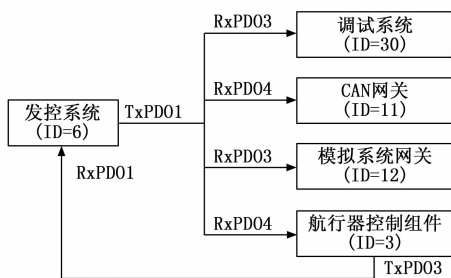 RxPDO3
调试系统
(ID=30)
RxPDO4
CAN网关
(ID=11)
发控系统
(ID=6)
TxPDO1
RxPDO1
RxPDO3
模拟系统网关
(ID=12)
RxPDO4
航行器控制组件
(ID=3)
TxPDO3